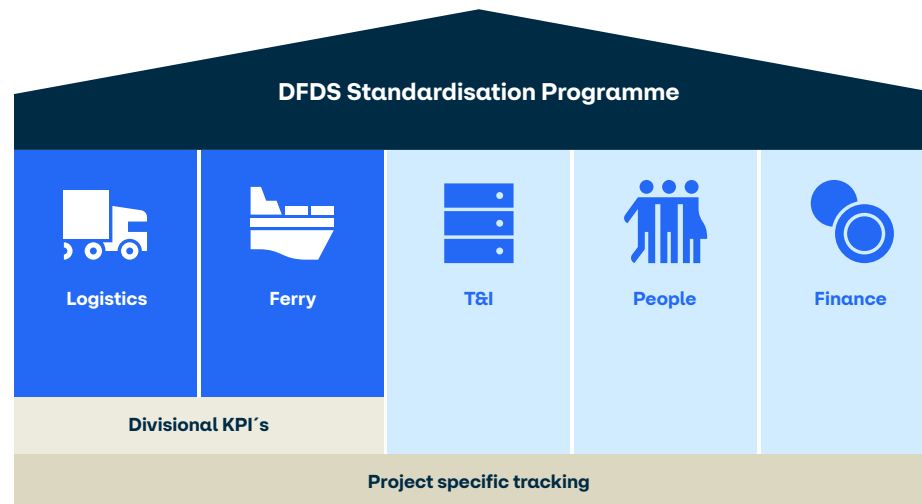 DFDS Standardisation Programme
Logistics
Ferry
T&I
People
Finance
Divisional KPI´s
Project specific tracking